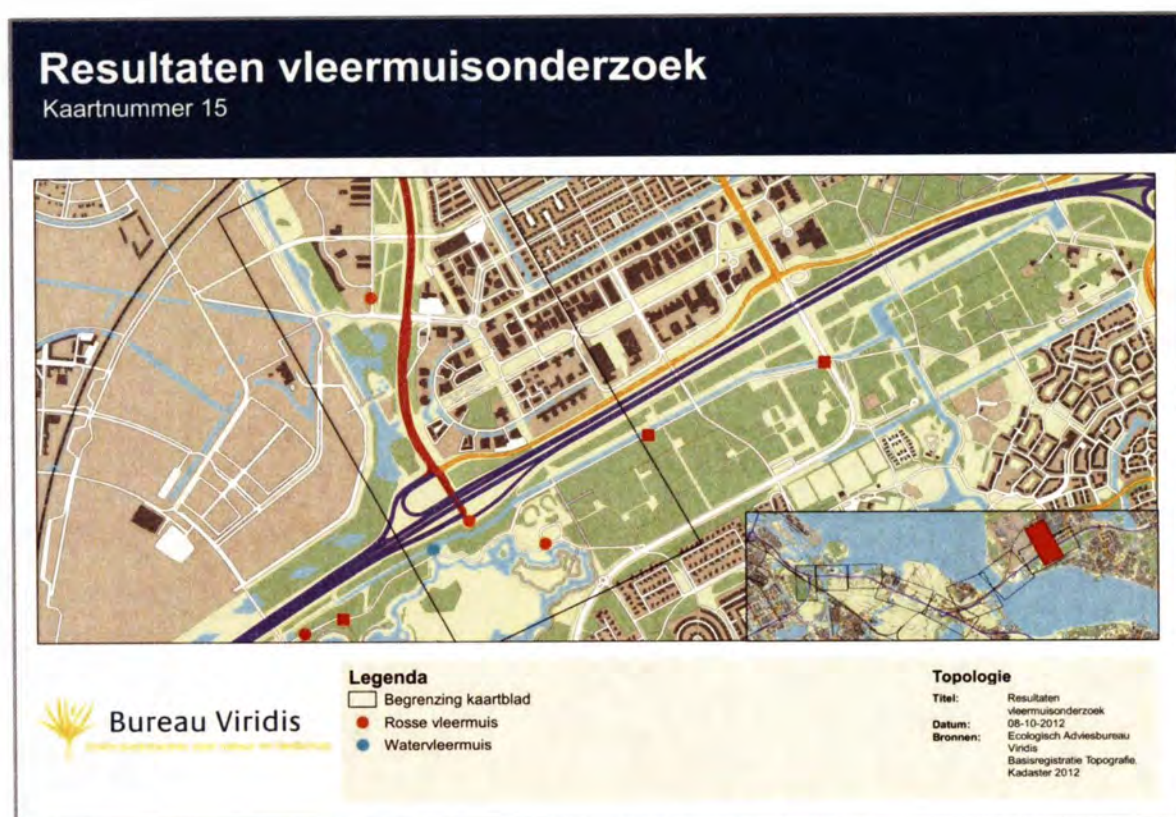 Resultaten vleermuisonderzoek
Kaartnummer 15
Bureau Viridis
Legenda
Begrenzing kaartblad
Rosse vleermuis
Watervleermuis
Topologie
Titel: Resultaten
vleermuisonderzoek
Datum: 08-10-2012
Bronnen: Ecologisch Adviesbureau
Viridis
Basisregistratie Topografie,
Kadaster 2012